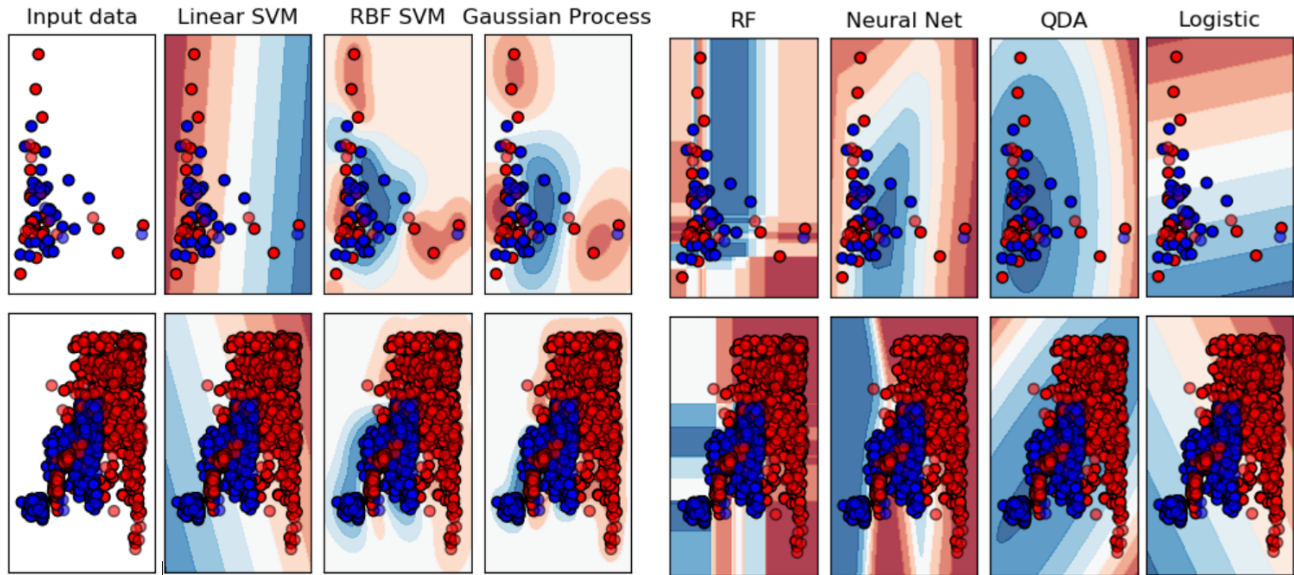 Input data Linear SVM RBF SVM Gaussian Process RF Neural Net QDA Logistic